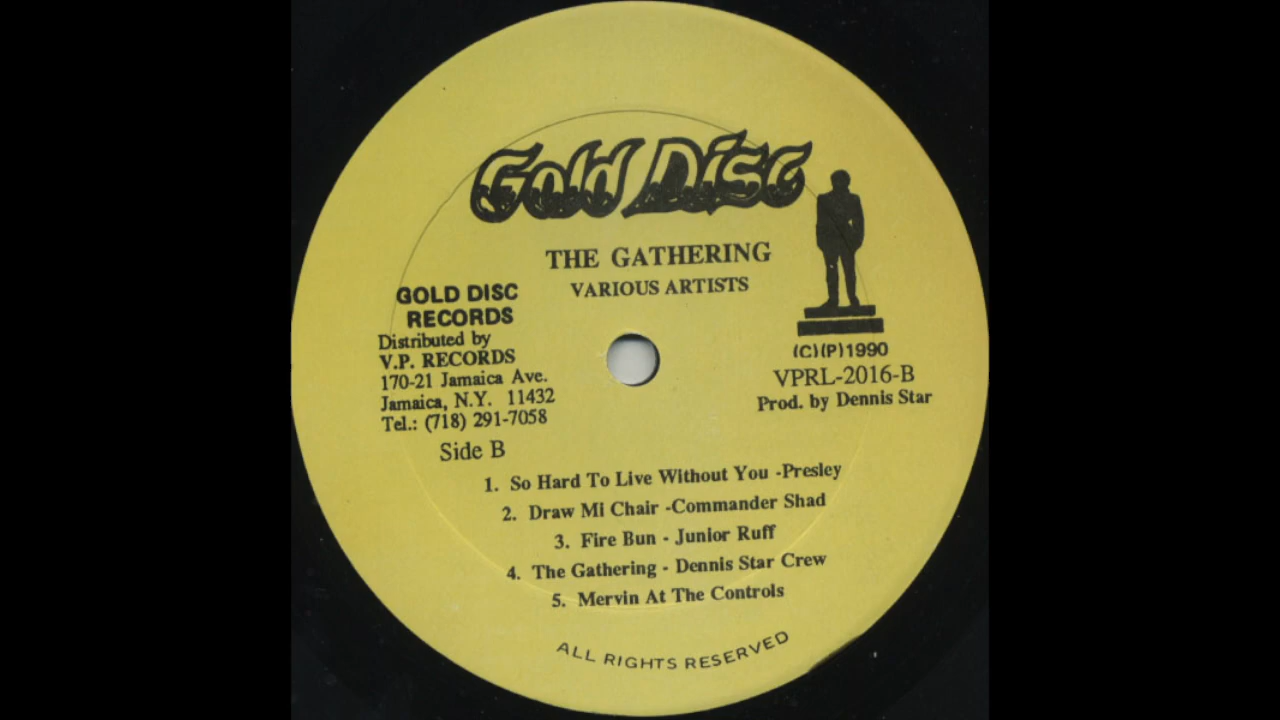 Gold Disc
THE GATHERING
VARIOUS ARTISTS
GOLD DISC
RECORDS
Distributed by
V.P. RECORDS
170-21 Jamaica Ave.
Jamaica, N.Y. 11432
Tel.: (718) 291-7058
Side B
(C)(P)1990
VPRL-2016-B
Prod. by Dennis Star
1. So Hard To Live Without You -Presley
2. Draw Mi Chair -Commander Shad
3. Fire Bun - Junior Ruff
4. The Gathering - Dennis Star Crew
5. Mervin At The Controls
ALL RIGHTS RESERVED